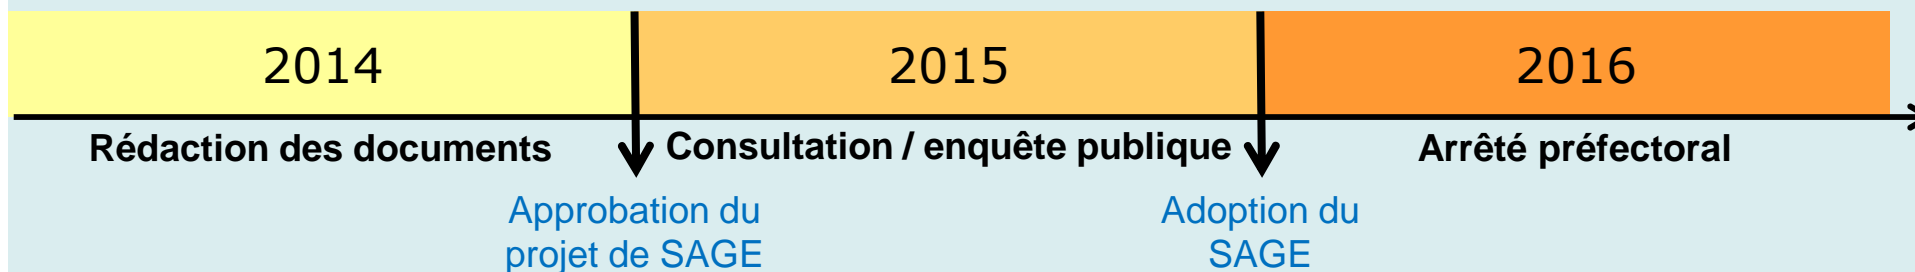 2014
2015
2016
Rédaction des documents
Consultation / enquête publique
Arrêté préfectoral
Approbation du
projet de SAGE
Adoption du
SAGE